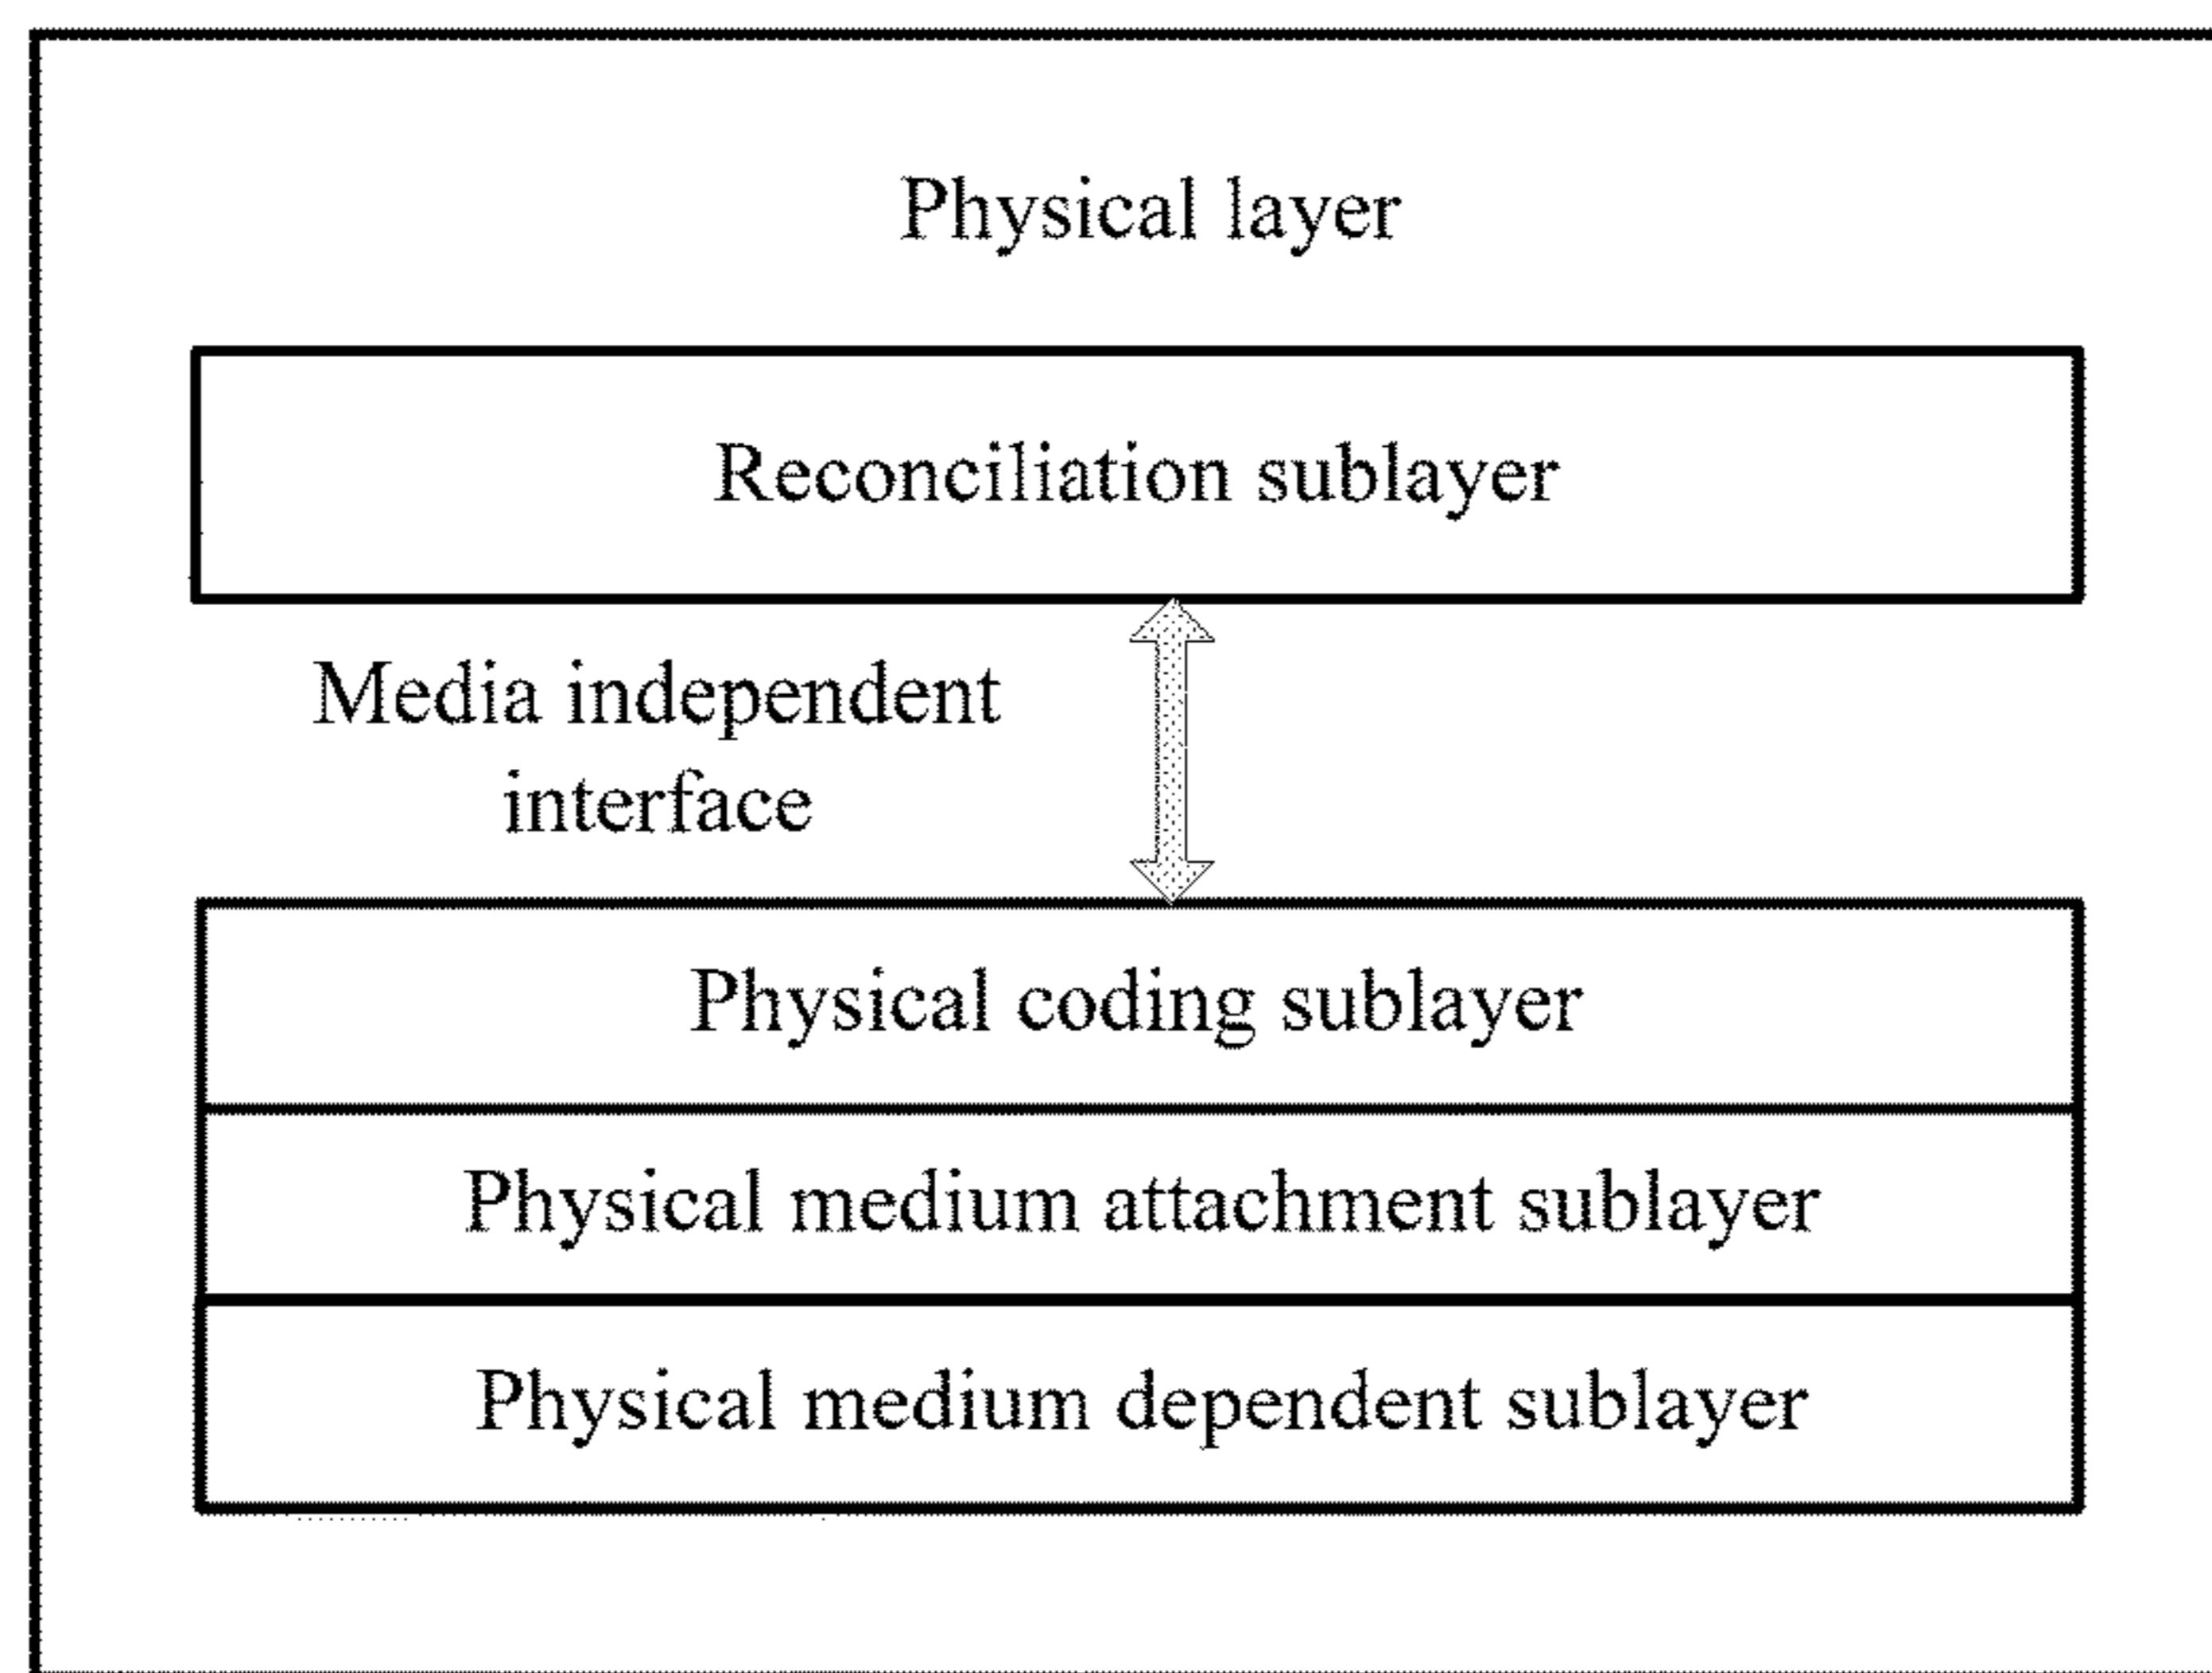 Physical layer
Reconciliation sublayer
Media independent
interface
Physical coding sublayer
Physical medium attachment sublayer
Physical medium dependent sublayer